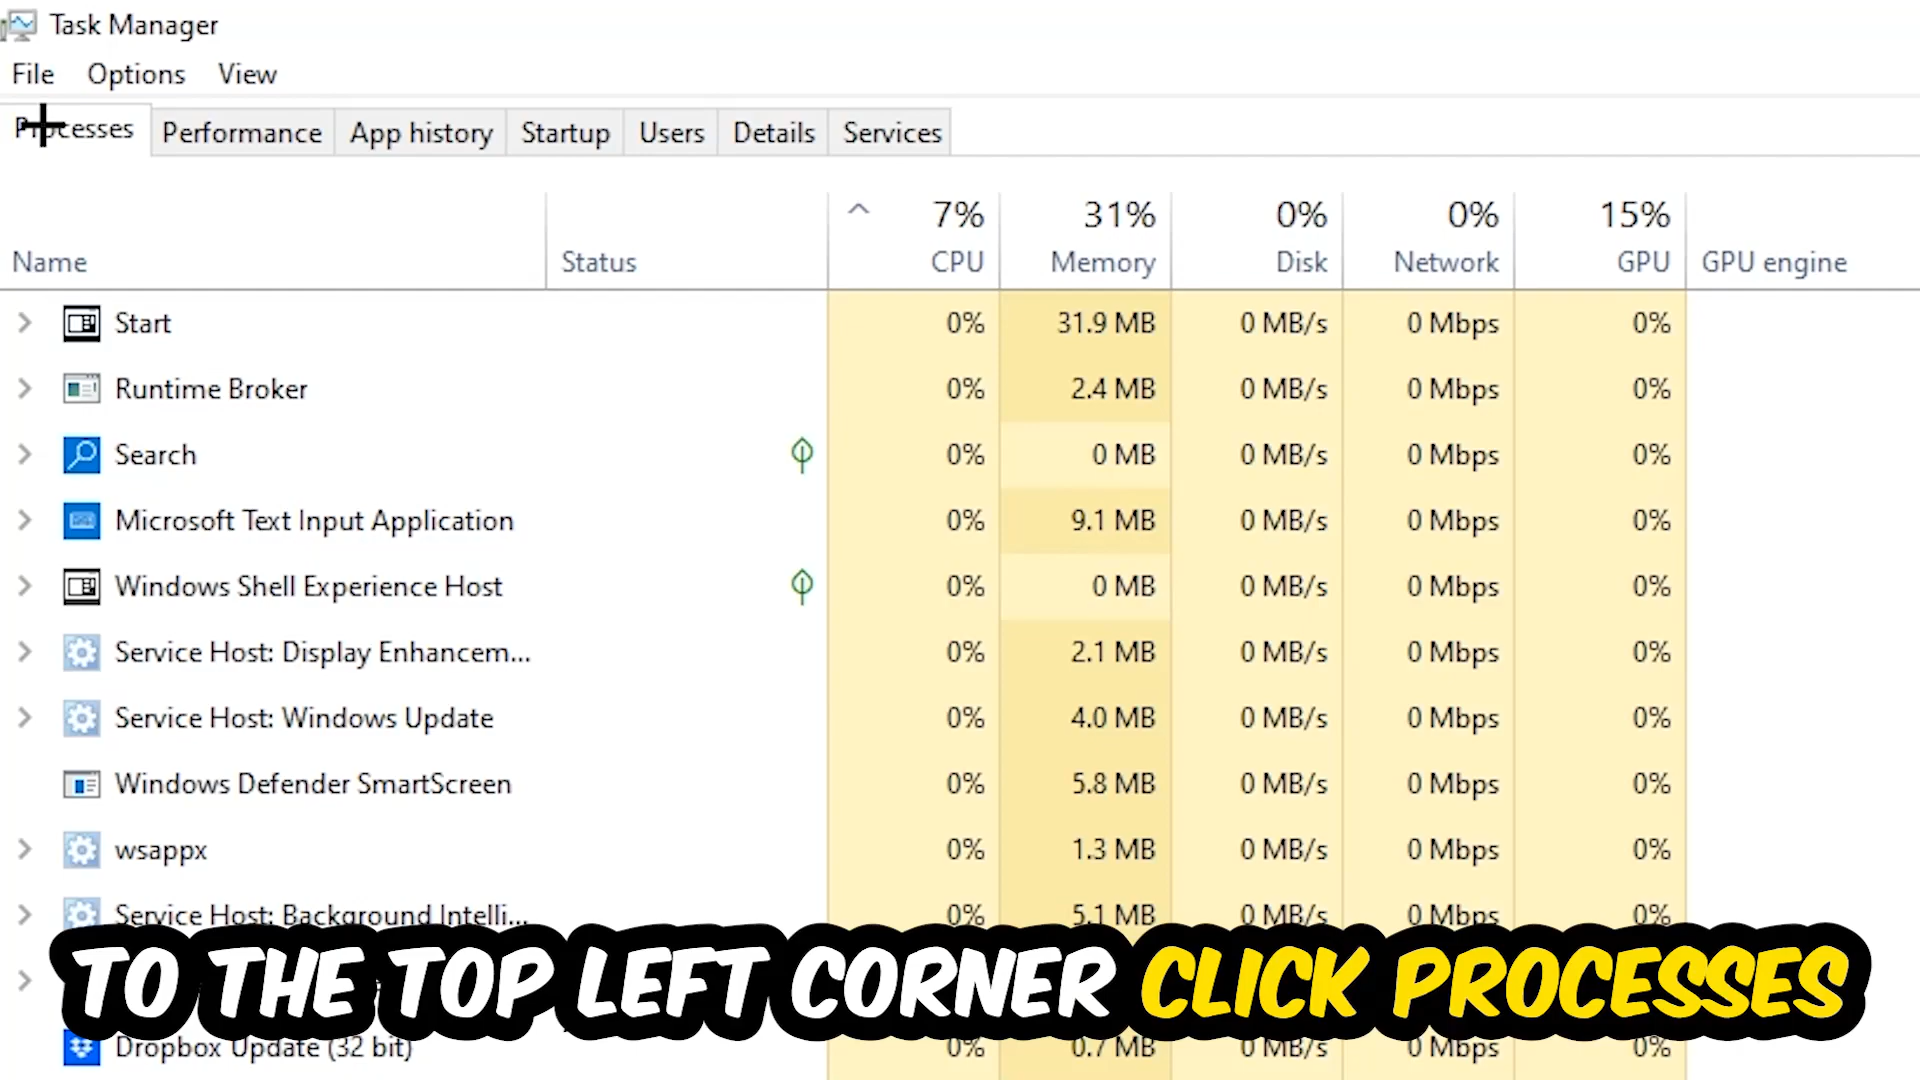 Task Manager
File Options View
Processes Performance App history Startup Users Details Services
7% 31% 0% 0% 15%
Name Status CPU Memory Disk Network GPU GPU engine
Start 0% 31.9 MB 0 MB/s 0 Mbps 0%
Runtime Broker 0% 2.4 MB 0 MB/s 0 Mbps 0%
Search 0% 0 MB 0 MB/s 0 Mbps 0%
Microsoft Text Input Application 0% 9.1 MB 0 MB/s 0 Mbps 0%
Windows Shell Experience Host 0% 0 MB 0 MB/s 0 Mbps 0%
Service Host: Display Enhancem... 0% 2.1 MB 0 MB/s 0 Mbps 0%
Service Host: Windows Update 0% 4.0 MB 0 MB/s 0 Mbps 0%
Windows Defender SmartScreen 0% 5.8 MB 0 MB/s 0 Mbps 0%
wsappx 0% 1.3 MB 0 MB/s 0 Mbps 0%
Service Host: Background Intelli... 0% 5.1 MB 0 MB/s 0 Mbps 0%
TO THE TOP LEFT CORNER CLICK PROCESSES
Dropbox Update (32 bit) 0% 0.7 MB 0 MB/s 0 Mbps 0%